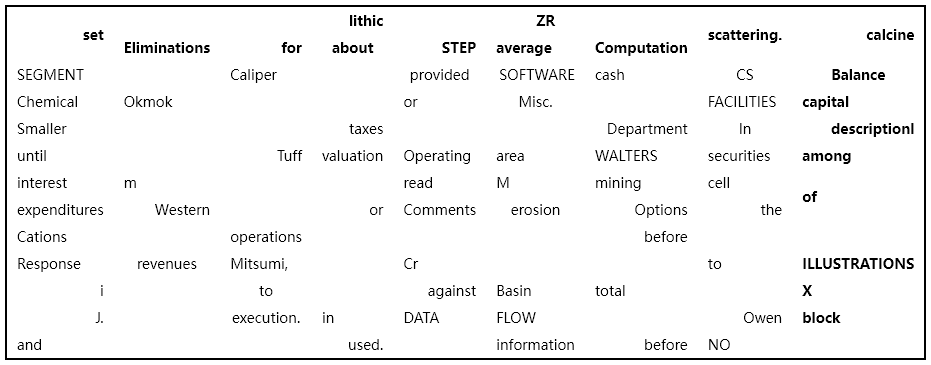 lithic ZR
set scattering. calcine
Eliminations for about STEP average Computation
SEGMENT Caliper provided SOFTWARE cash CS Balance
Chemical Okmok or Misc. FACILITIES capital
Smaller taxes Department In descriptionl
until Tuff valuation Operating area WALTERS securities among
interest m read M mining cell
of
expenditures Western or Comments erosion Options the
Cations operations before
Response revenues Mitsumi, Cr to ILLUSTRATIONS
i to against Basin total X
J. execution. in DATA FLOW Owen block
and used. information before NO